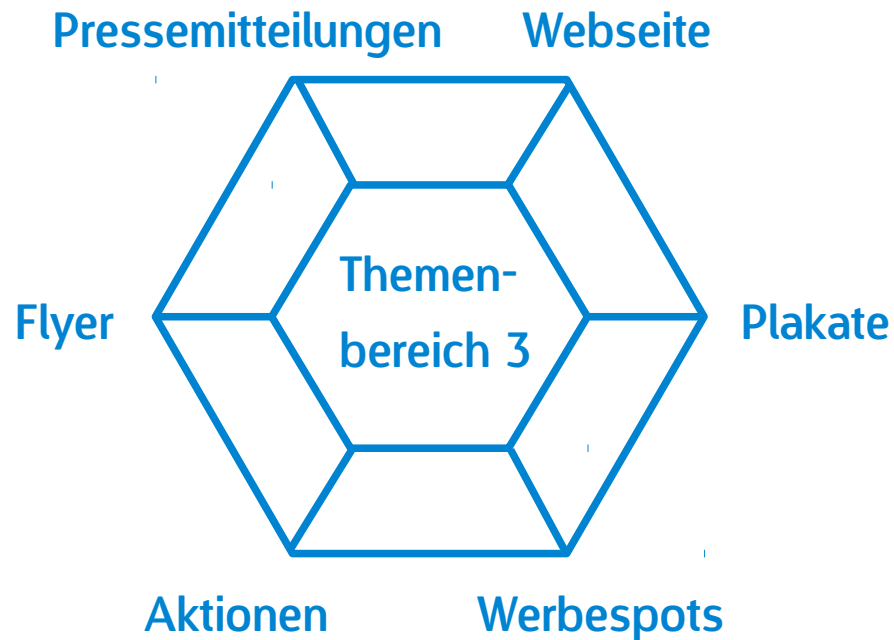 Pressemitteilungen
Webseite
Themen-
bereich 3
Flyer
Plakate
Aktionen
Werbespots